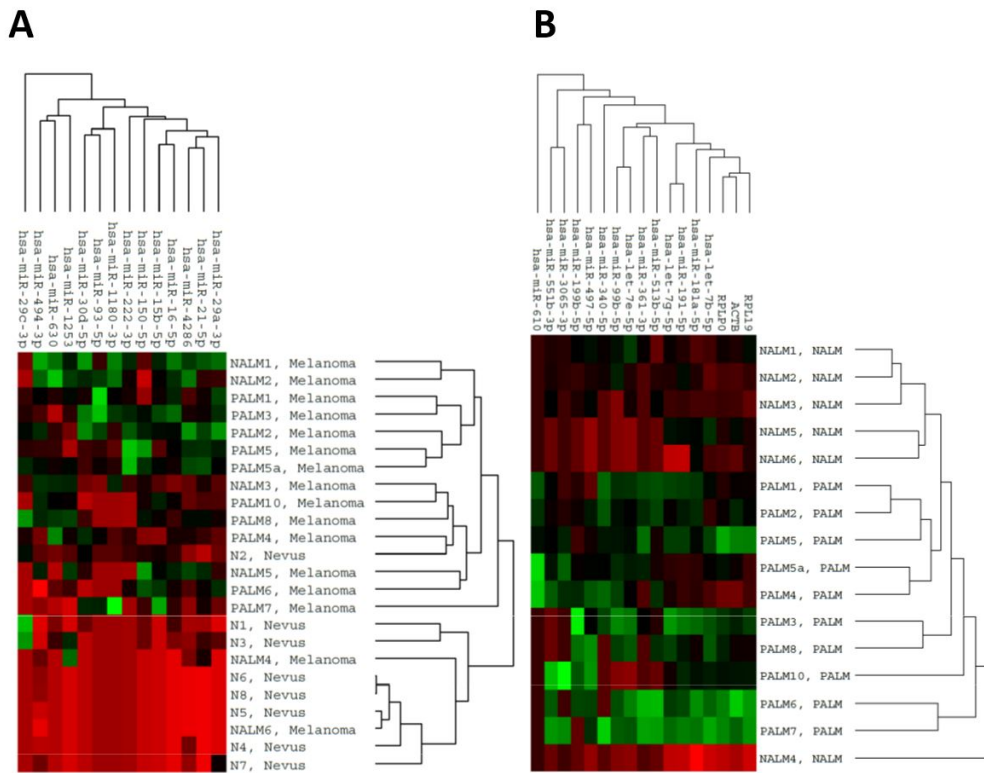 A
B
hsa-miR-29c-3p
hsa-miR-494-3p
hsa-miR-630
hsa-miR-1253
hsa-miR-30d-5p
hsa-miR-93-5p
hsa-miR-1180-3p
hsa-miR-222-3p
hsa-miR-150-5p
hsa-miR-15b-5p
hsa-miR-16-5p
hsa-miR-4286
hsa-miR-21-5p
hsa-miR-29a-3p
NALM1, Melanoma
NALM2, Melanoma
PALM1, Melanoma
PALM3, Melanoma
PALM2, Melanoma
PALM5, Melanoma
PALM5a, Melanoma
NALM3, Melanoma
PALM10, Melanoma
PALM8, Melanoma
PALM4, Melanoma
N2, Nevus
NALM5, Melanoma
PALM6, Melanoma
PALM7, Melanoma
N1, Nevus
N3, Nevus
NALM4, Melanoma
N6, Nevus
N8, Nevus
N5, Nevus
NALM6, Melanoma
N4, Nevus
N7, Nevus
hsa-miR-610
hsa-miR-551b-3p
hsa-miR-3065-3p
hsa-miR-199b-5p
hsa-miR-497-5p
hsa-miR-340-5p
hsa-miR-99b-5p
hsa-let-7e-5p
hsa-miR-361-3p
hsa-miR-513b-5p
hsa-let-7g-5p
hsa-miR-191-5p
hsa-miR-181a-5p
hsa-let-7b-5p
RPLP0
ACTB
RPL19
NALM1, NALM
NALM2, NALM
NALM3, NALM
NALM5, NALM
NALM6, NALM
PALM1, PALM
PALM2, PALM
PALM5, PALM
PALM5a, PALM
PALM4, PALM
PALM3, PALM
PALM8, PALM
PALM10, PALM
PALM6, PALM
PALM7, PALM
NALM4, NALM